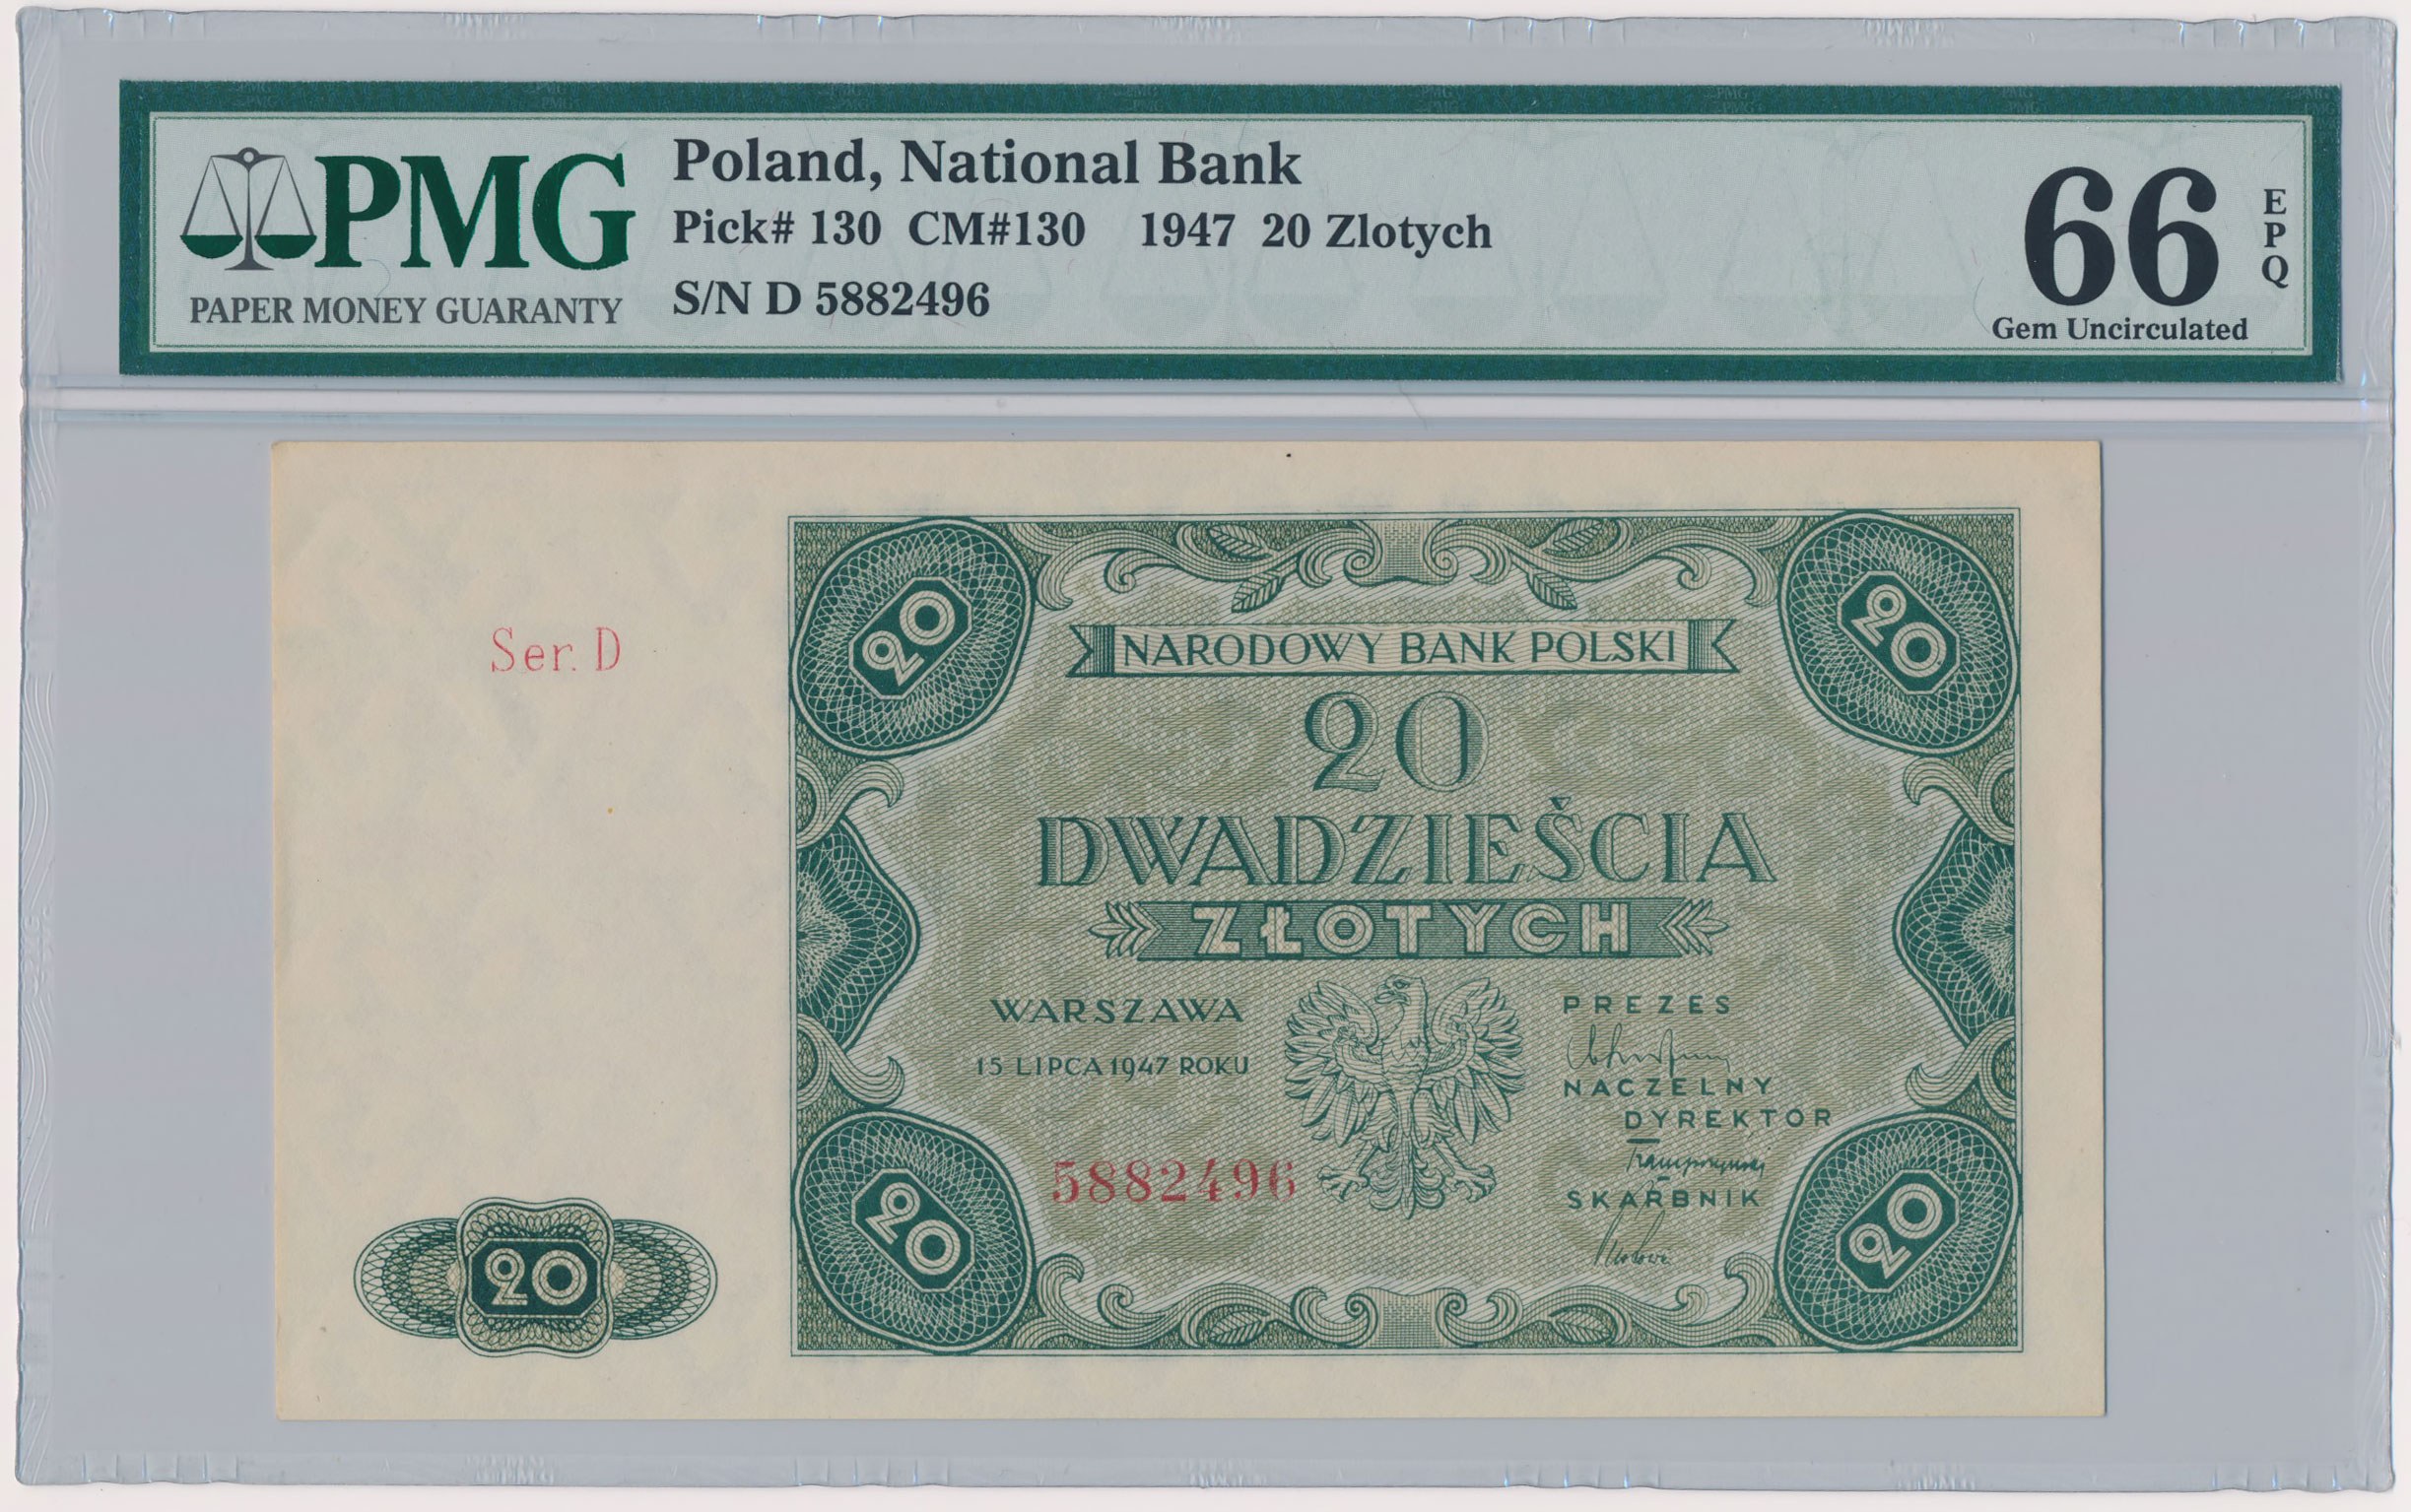 PMG
PAPER MONEY GUARANTY
Poland, National Bank
Pick# 130 CM#130 1947 20 Zlotych
S/N D 5882496
66
EPQ
Gem Uncirculated
Ser. D
20
20
NARODOWY BANK POLSKI
20
DWADZIEŚCIA
ZŁOTYCH
WARSZAWA
15 LIPCA 1947 ROKU
PREZES
NACZELNY
DYREKTOR
SKARBNIK
5882496
20
20
20